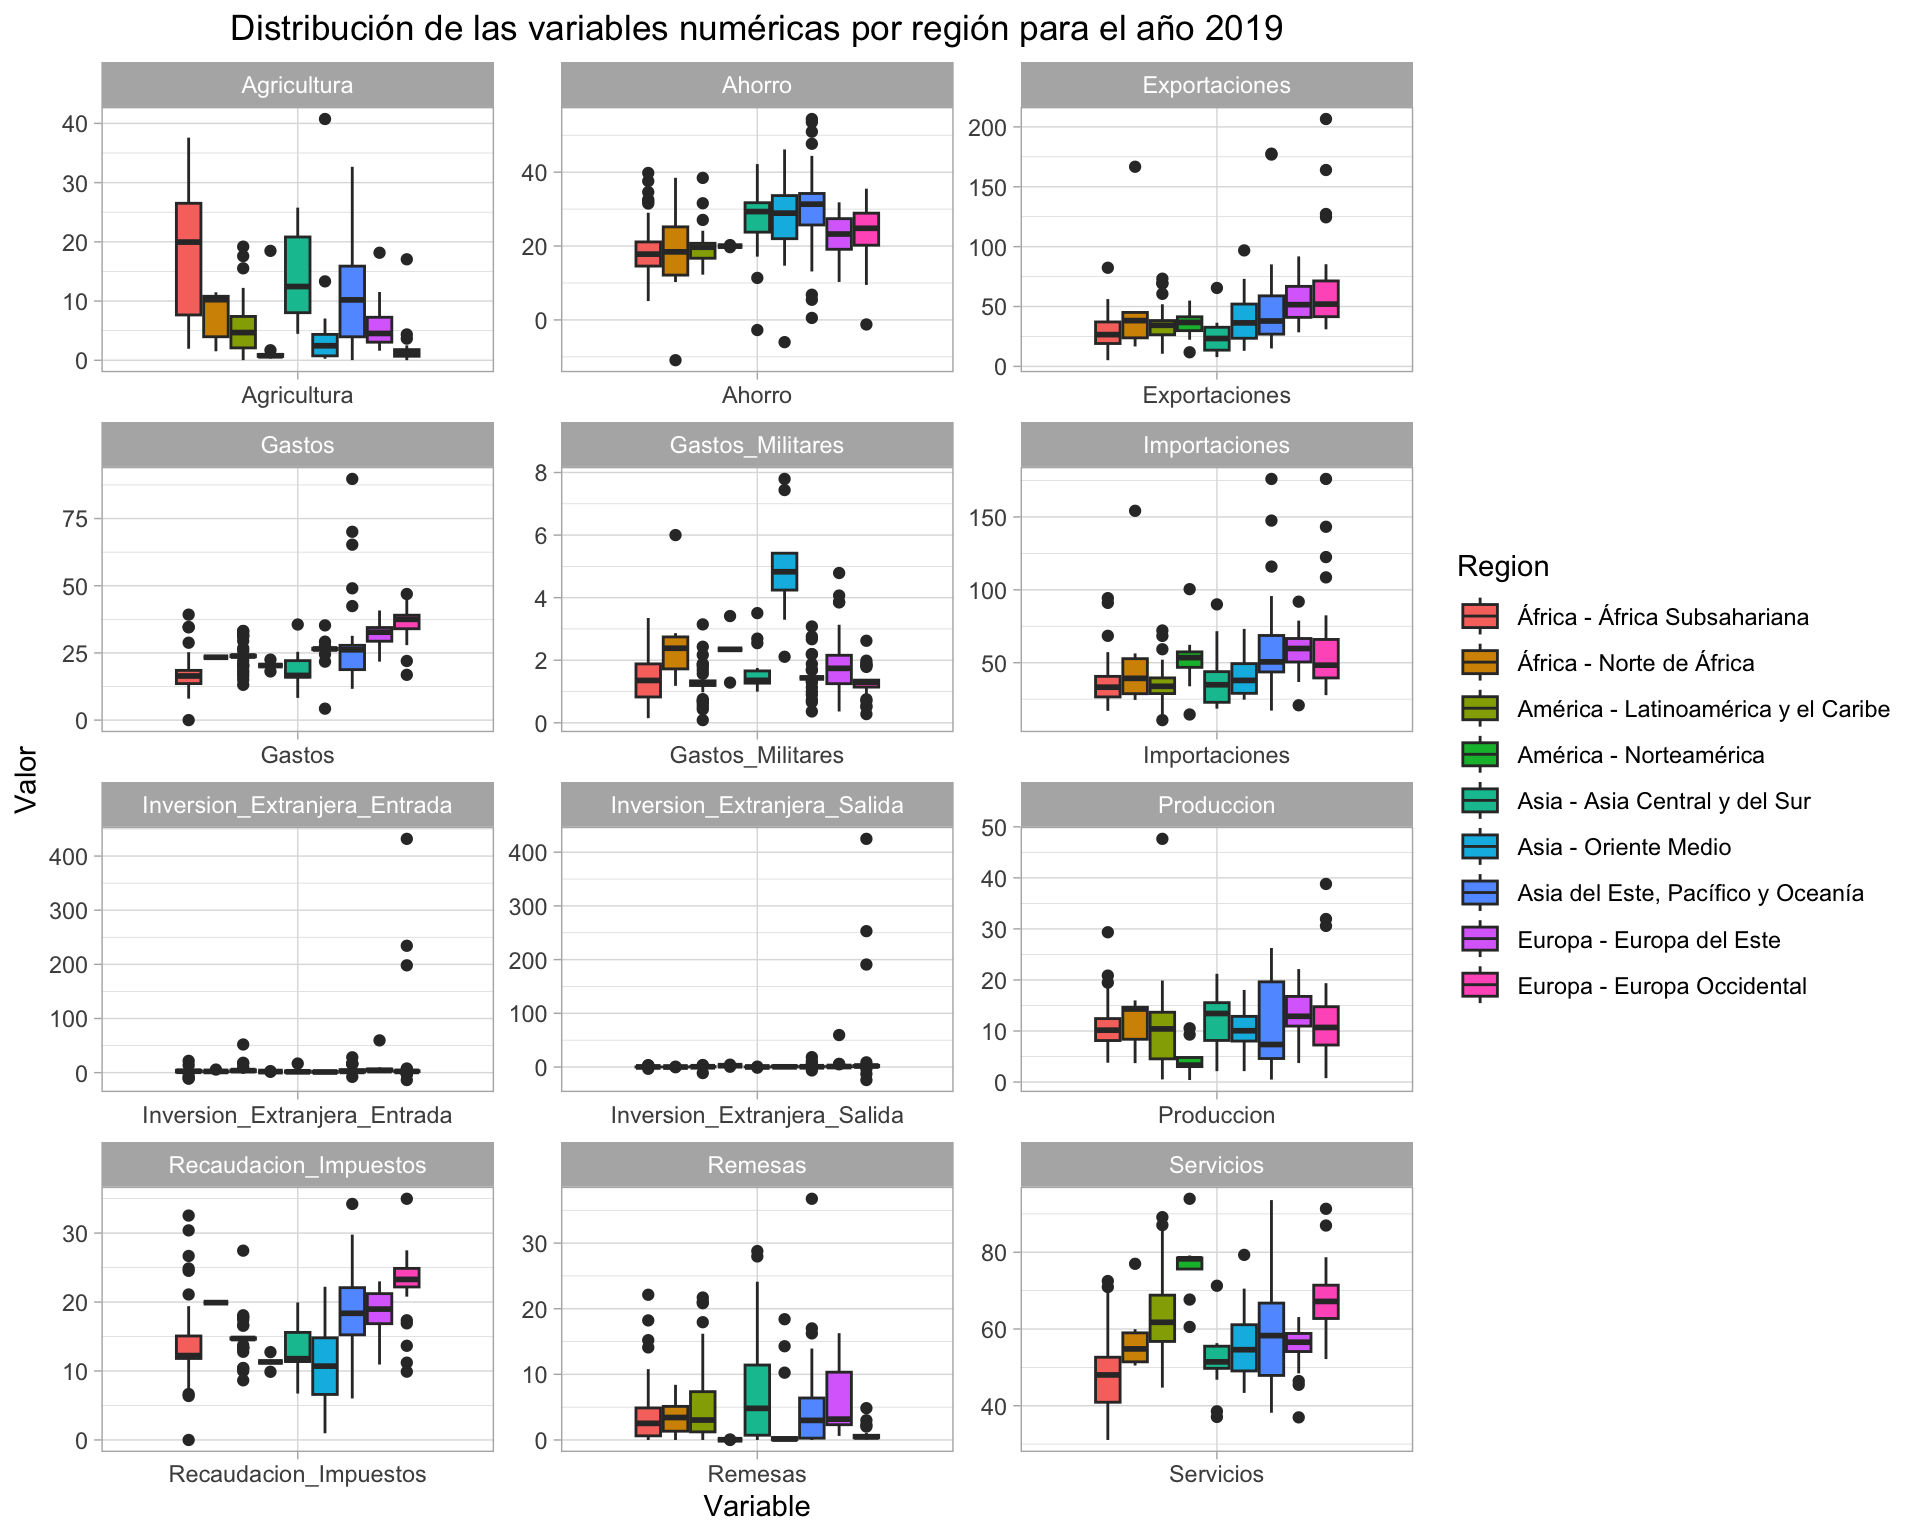 Distribución de las variables numéricas por región para el año 2019
Agricultura
Ahorro
Exportaciones
40
30
20
10
0
40
20
0
200
150
100
50
0
Agricultura
Ahorro
Exportaciones
Gastos
Gastos_Militares
Importaciones
75
50
25
0
8
6
4
2
0
150
100
50
Gastos
Gastos_Militares
Importaciones
Valor
Inversion_Extranjera_Entrada
Inversion_Extranjera_Salida
Produccion
400
300
200
100
0
400
300
200
100
0
50
40
30
20
10
0
Inversion_Extranjera_Entrada
Inversion_Extranjera_Salida
Produccion
Recaudacion_Impuestos
Remesas
Servicios
30
20
10
0
30
20
10
0
80
60
40
Recaudacion_Impuestos
Remesas
Servicios
Variable
Region
África - África Subsahariana
África - Norte de África
América - Latinoamérica y el Caribe
América - Norteamérica
Asia - Asia Central y del Sur
Asia - Oriente Medio
Asia del Este, Pacífico y Oceanía
Europa - Europa del Este
Europa - Europa Occidental